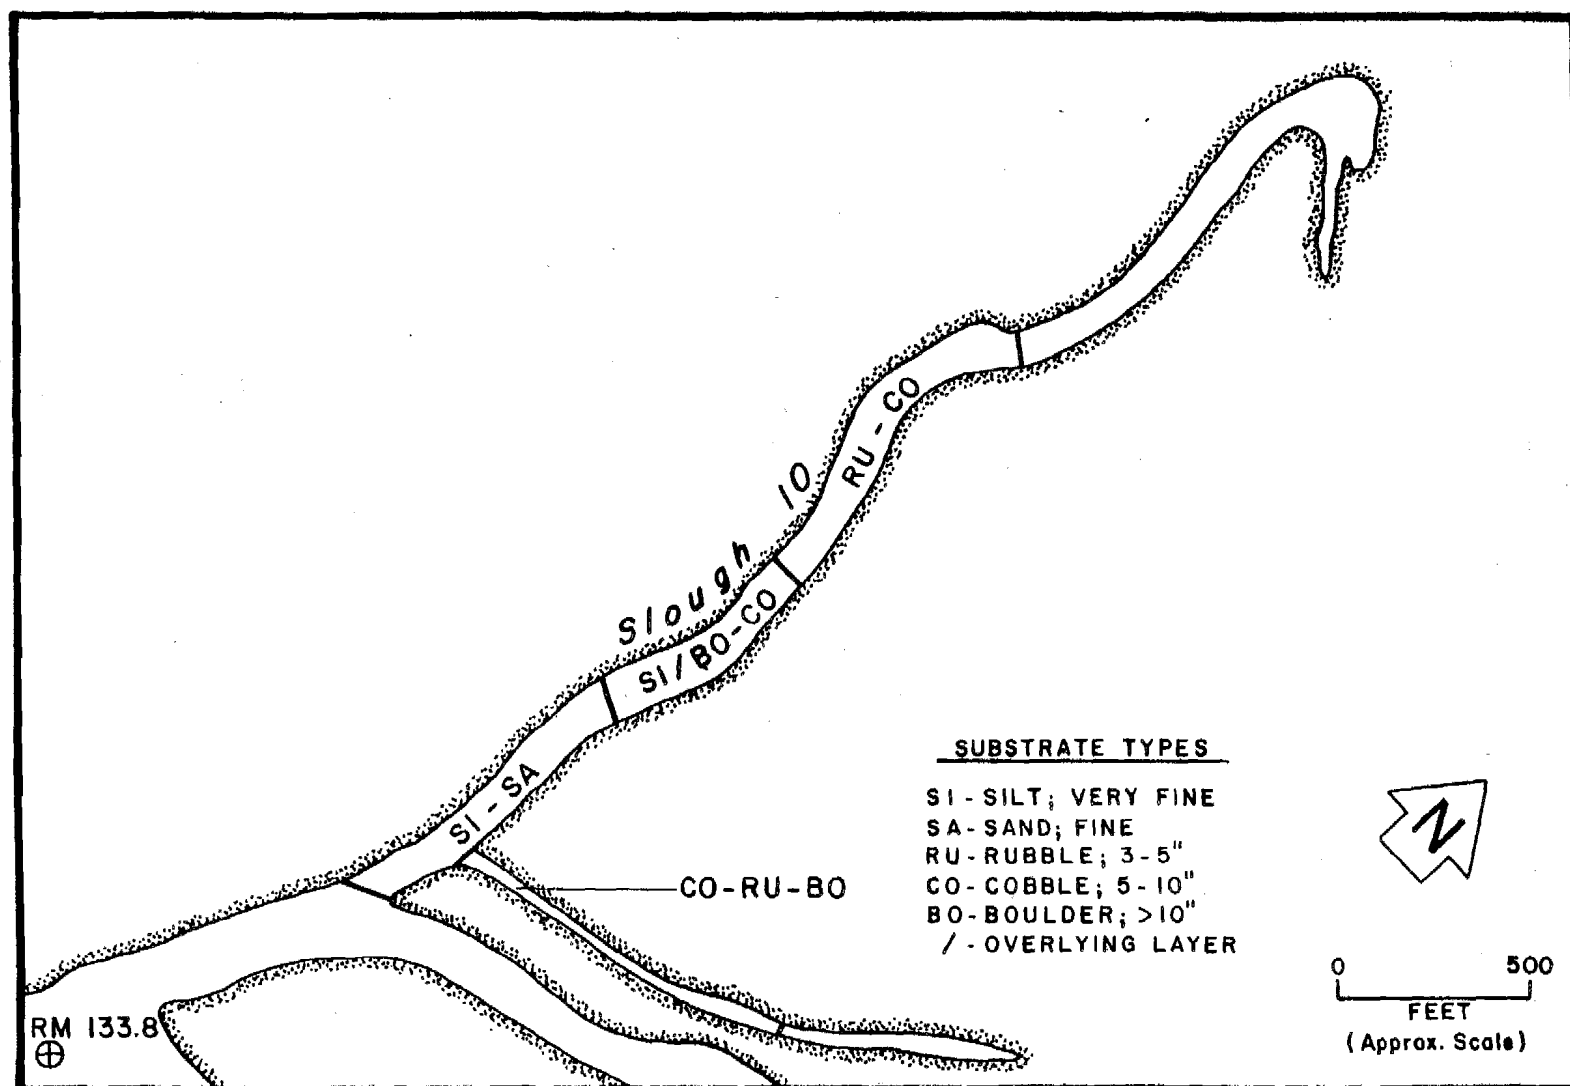 Slough 10
RU - CO
SI/BO-CO
SI - SA
CO-RU-BO
SUBSTRATE TYPES
SI - SILT; VERY FINE
SA- SAND; FINE
RU- RUBBLE; 3-5"
CO- COBBLE; 5-10"
BO- BOULDER; >10"
/ - OVERLYING LAYER
N
0 500
FEET
(Approx. Scale)
RM 133.8